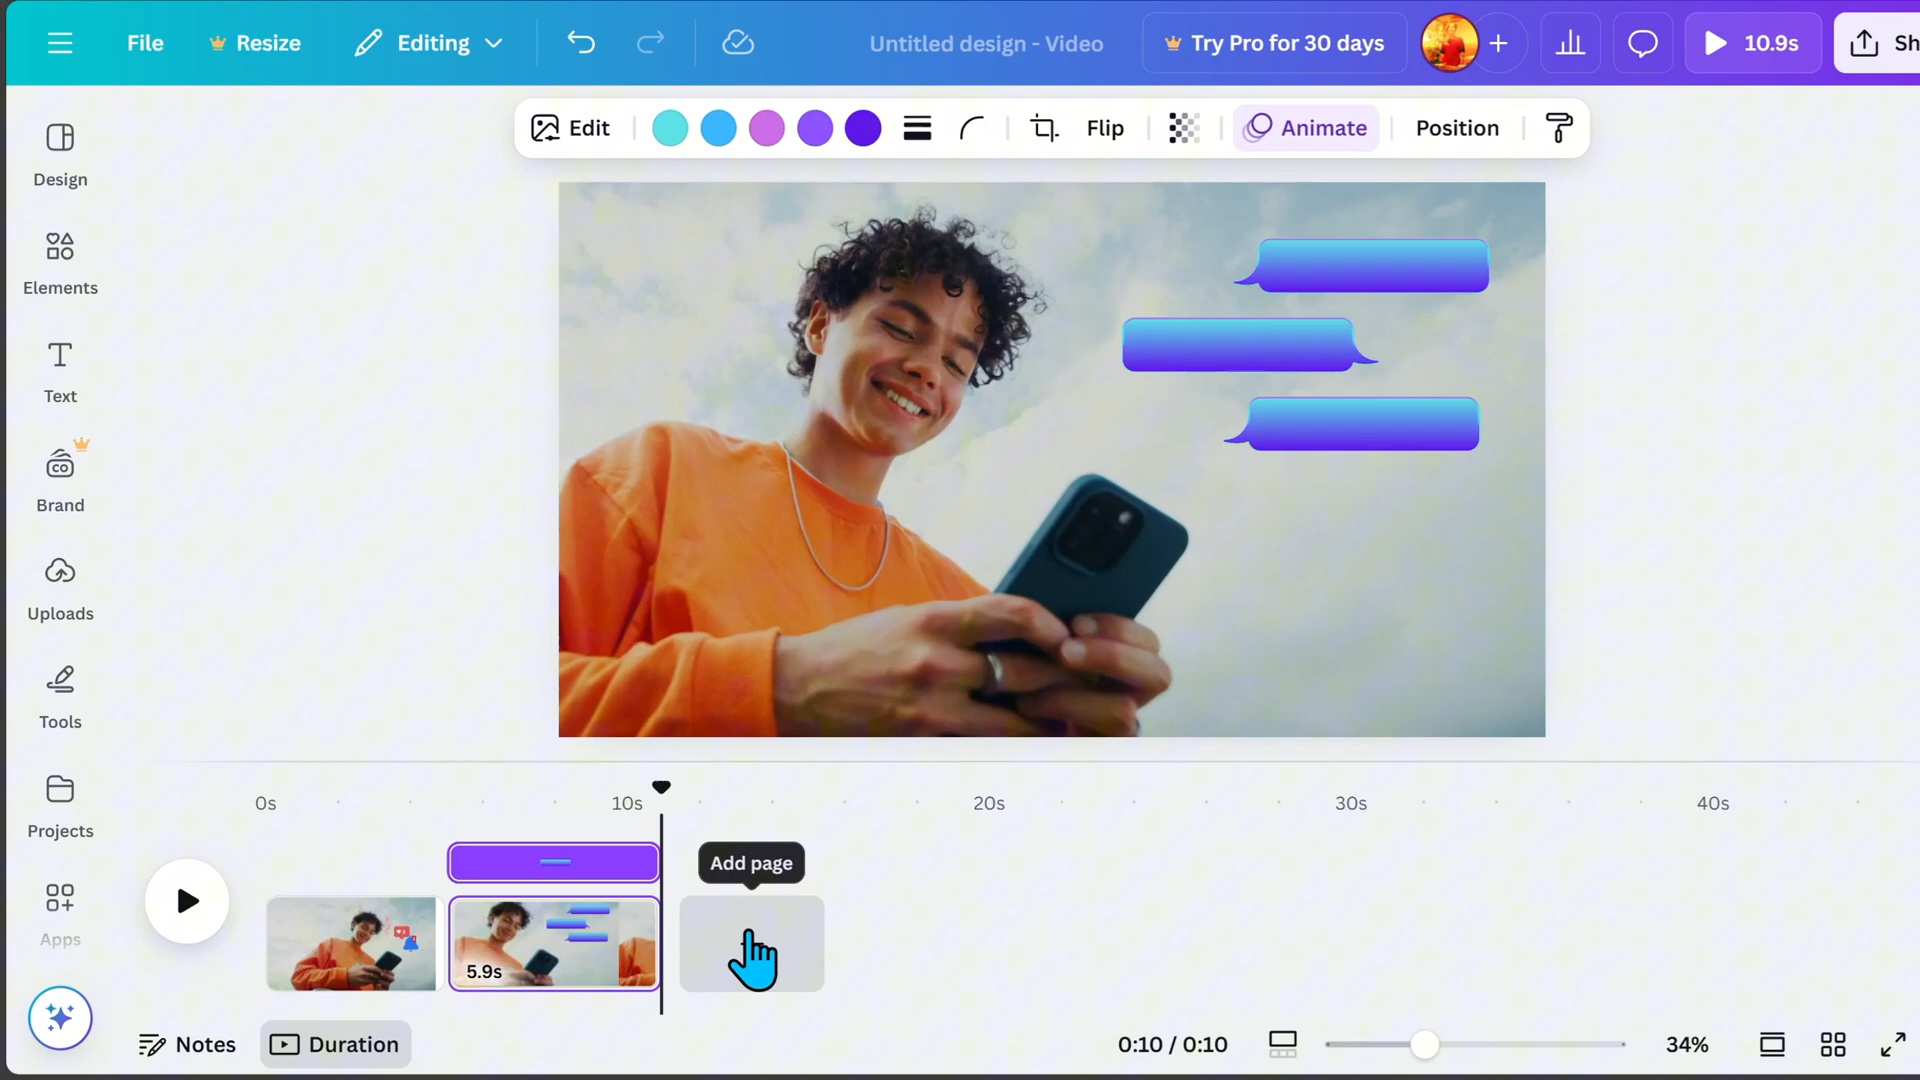 File
Resize
Editing
Untitled design - Video
Try Pro for 30 days
10.9s
Sh
Edit
Flip
Animate
Position
Design
Elements
Text
Brand
Uploads
Tools
Projects
Apps
0s
10s
20s
30s
40s
Add page
5.9s
Notes
Duration
0:10 / 0:10
34%